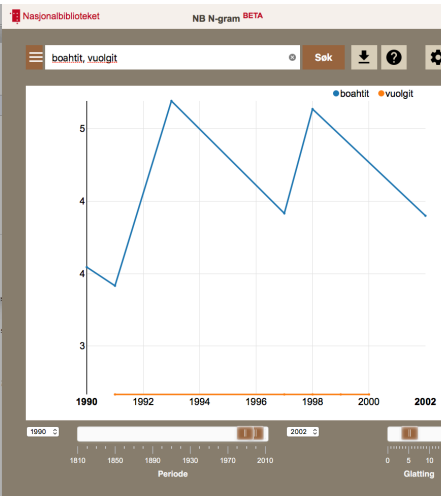 Nasjonalbiblioteket
NB N-gram BETA
boahtit, vuolgit
Søk
boahtit vuolgit
5
4
4
3
1990 1992 1994 1996 1998 2000 2002
1990 2002
1810 1850 1890 1930 1970 2010 0 5 10
Periode Glatting